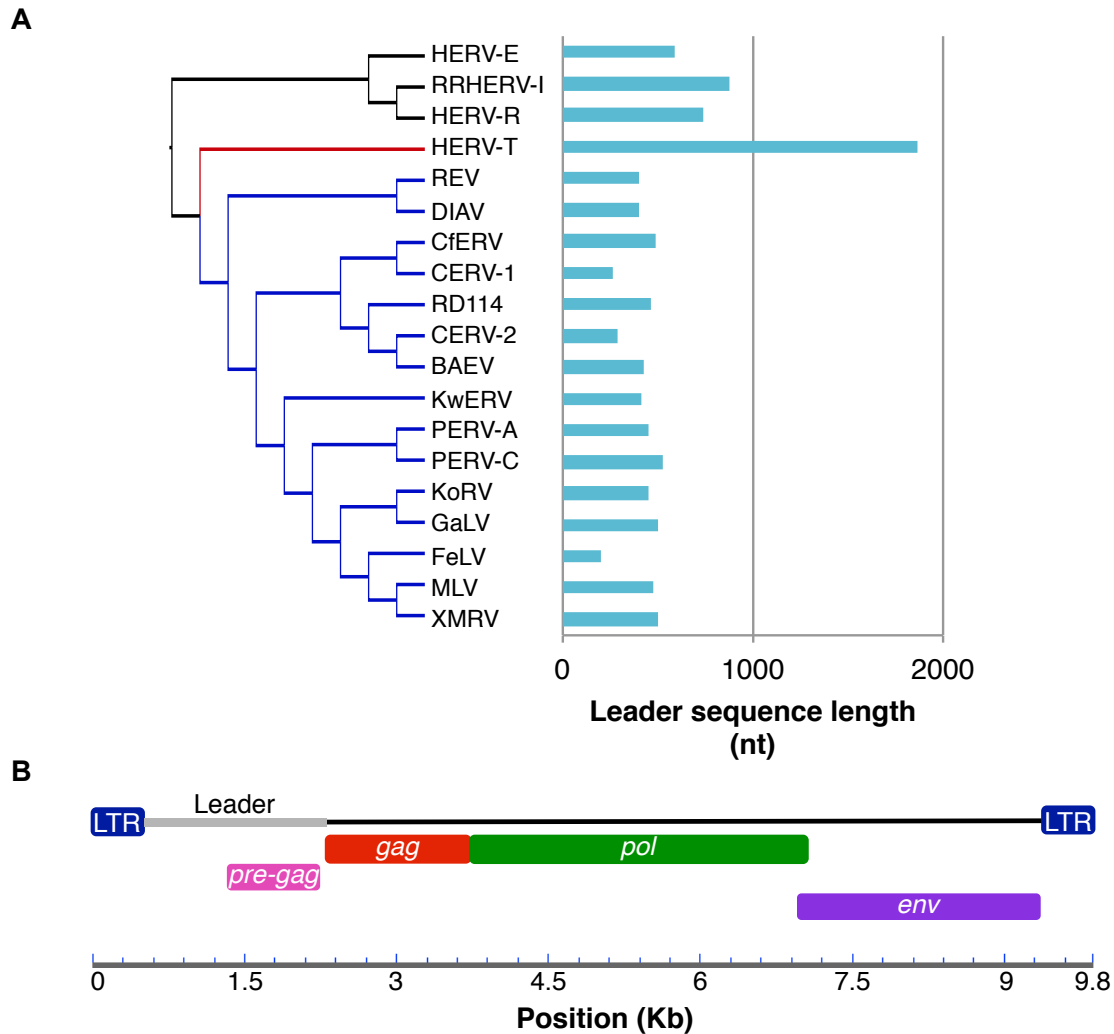 A
HERV-E
RRHERV-I
HERV-R
HERV-T
REV
DIAV
CfERV
CERV-1
RD114
CERV-2
BAEV
KwERV
PERV-A
PERV-C
KoRV
GaLV
FeLV
MLV
XMRV
0 1000 2000
Leader sequence length
(nt)
B
Leader
LTR LTR
gag pol
pre-gag
env
0 1.5 3 4.5 6 7.5 9 9.8
Position (Kb)